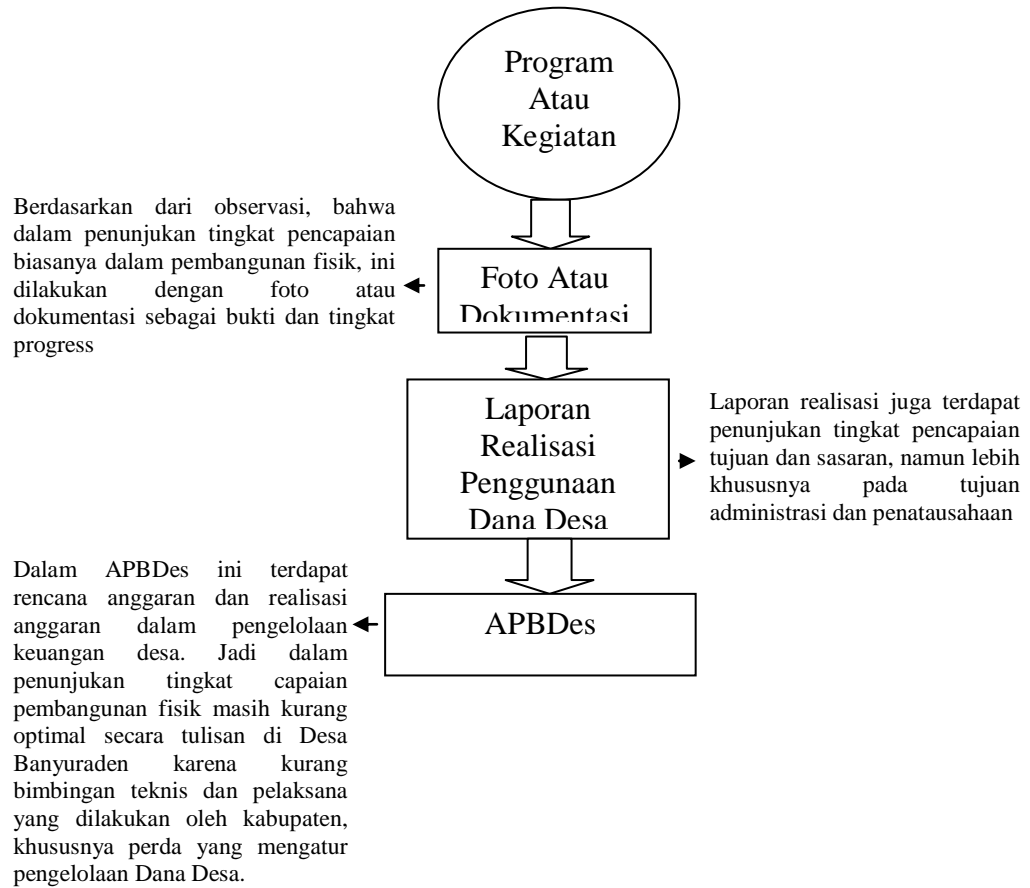 Program
Atau
Kegiatan
Berdasarkan dari observasi, bahwa
dalam penunjukan tingkat pencapaian
biasanya dalam pembangunan fisik, ini
dilakukan dengan foto atau
dokumentasi sebagai bukti dan tingkat
progress
Foto Atau
Dokumentasi
Laporan
Realisasi
Penggunaan
Dana Desa
Laporan realisasi juga terdapat
penunjukan tingkat pencapaian
tujuan dan sasaran, namun lebih
khususnya pada tujuan
administrasi dan penatausahaan
Dalam APBDes ini terdapat
rencana anggaran dan realisasi
anggaran dalam pengelolaan
keuangan desa. Jadi dalam
penunjukan tingkat capaian
pembangunan fisik masih kurang
optimal secara tulisan di Desa
Banyuraden karena kurang
bimbingan teknis dan pelaksana
yang dilakukan oleh kabupaten,
khususnya perda yang mengatur
pengelolaan Dana Desa.
APBDes